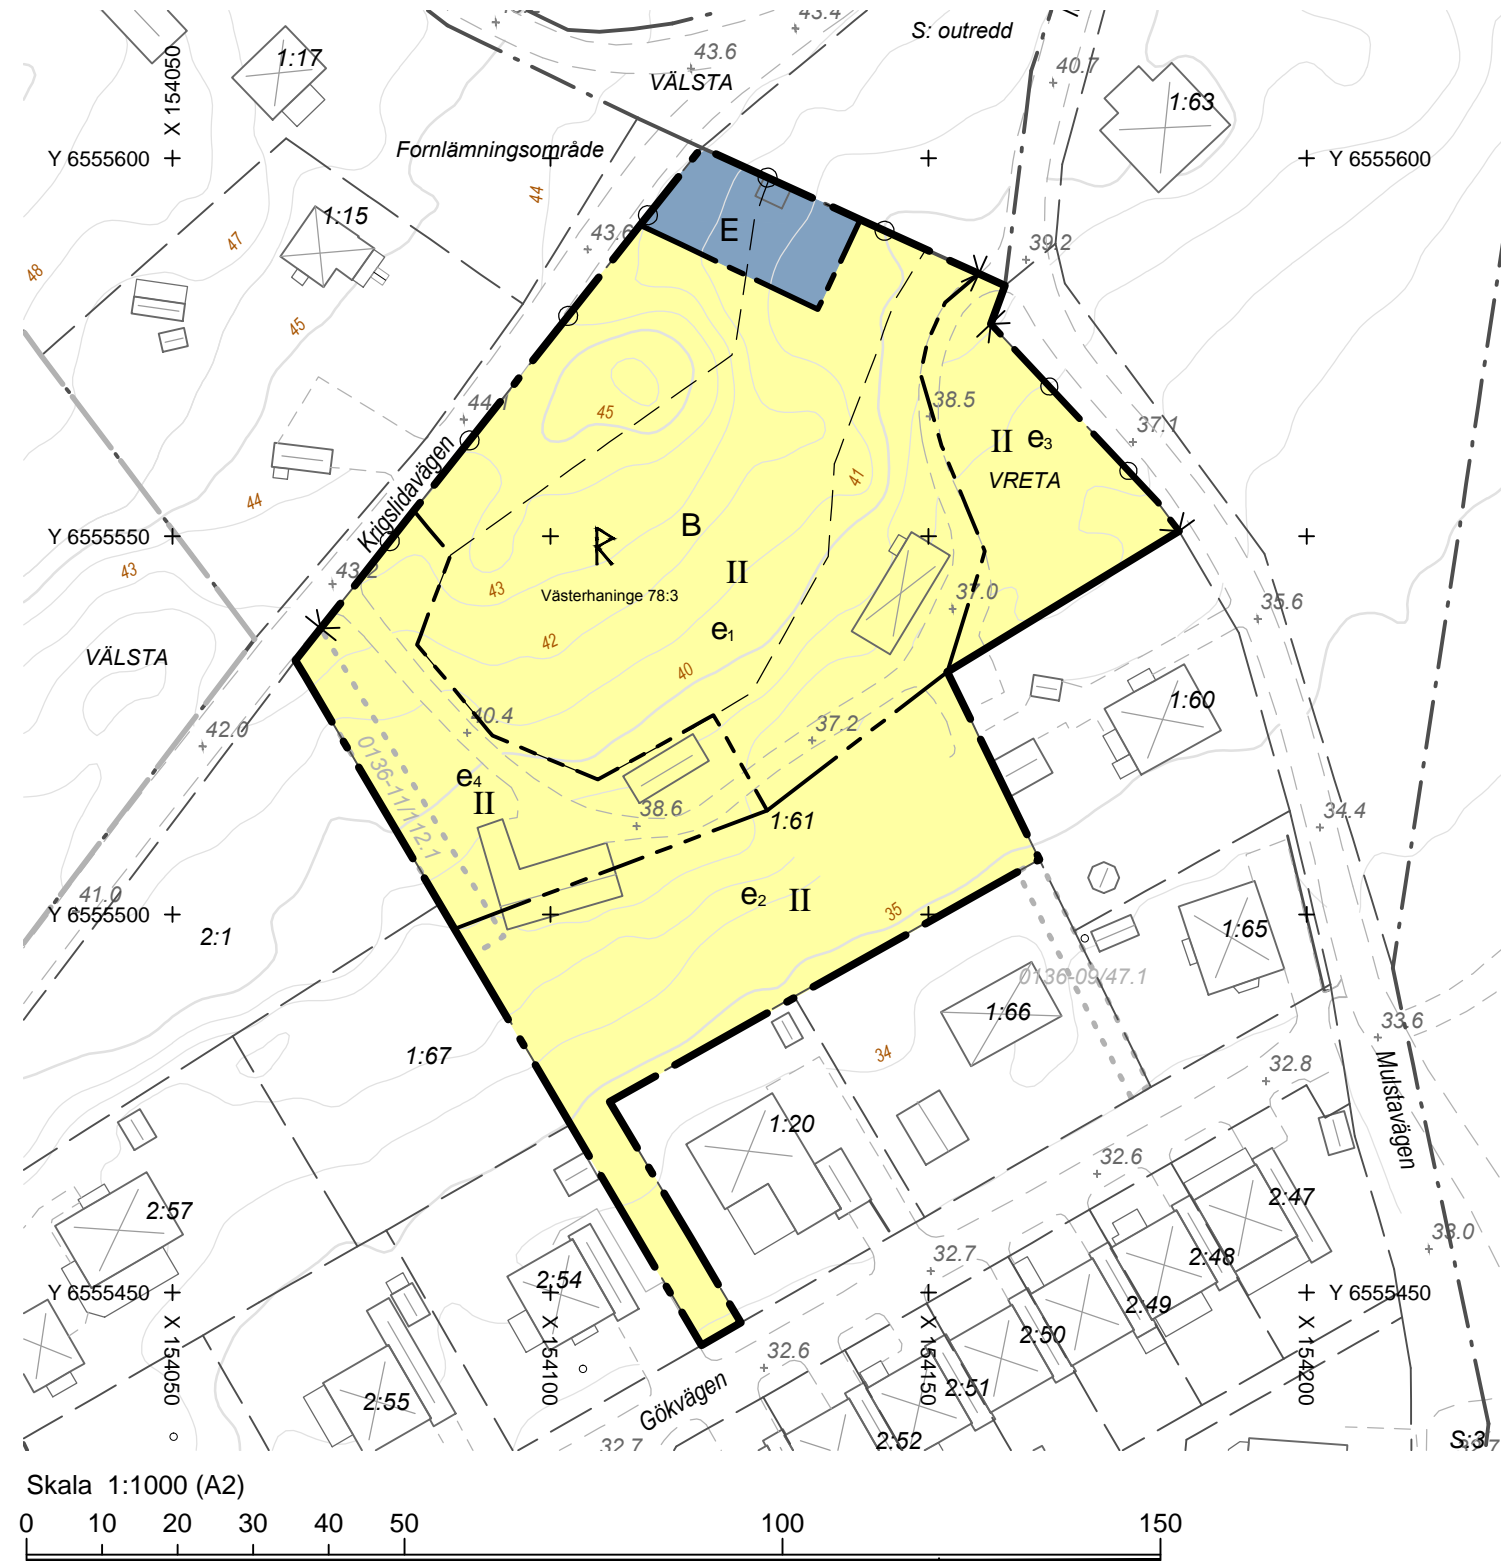 43.4
S: outredd
X 154050
1:17
43.6
VÄLSTA
40.7
1:63
Y 6555600
Fornlämningsområde
Y 6555600
44
1:15
47
43.6
E
39.2
48
45
44.1
45
38.5
37.1
II e3
VRETA
41
44
Krigslidavägen
B
Y 6555550
R
II
43
43.2
43
Västerhaninge 78:3
37.0
35.6
e1
42
VÄLSTA
40
1:60
42.0
40.4
37.2
0136-11/112.1
e4
II
38.6
1:61
34.4
41.0
e2 II
35
Y 6555500
2:1
1:65
0136-09/47.1
1:66
33.6
1:67
34
32.8
Mulstavägen
1:20
32.6
2:57
2:47
33.0
32.7
2:48
2:54
Y 6555450
Y 6555450
2:49
X 154050
X 154100
2:50
X 154150
X 154200
32.6
2:51
2:55
Gökvägen
2:52
32.7
S:3
Skala 1:1000 (A2)
0 10 20 30 40 50 100 150